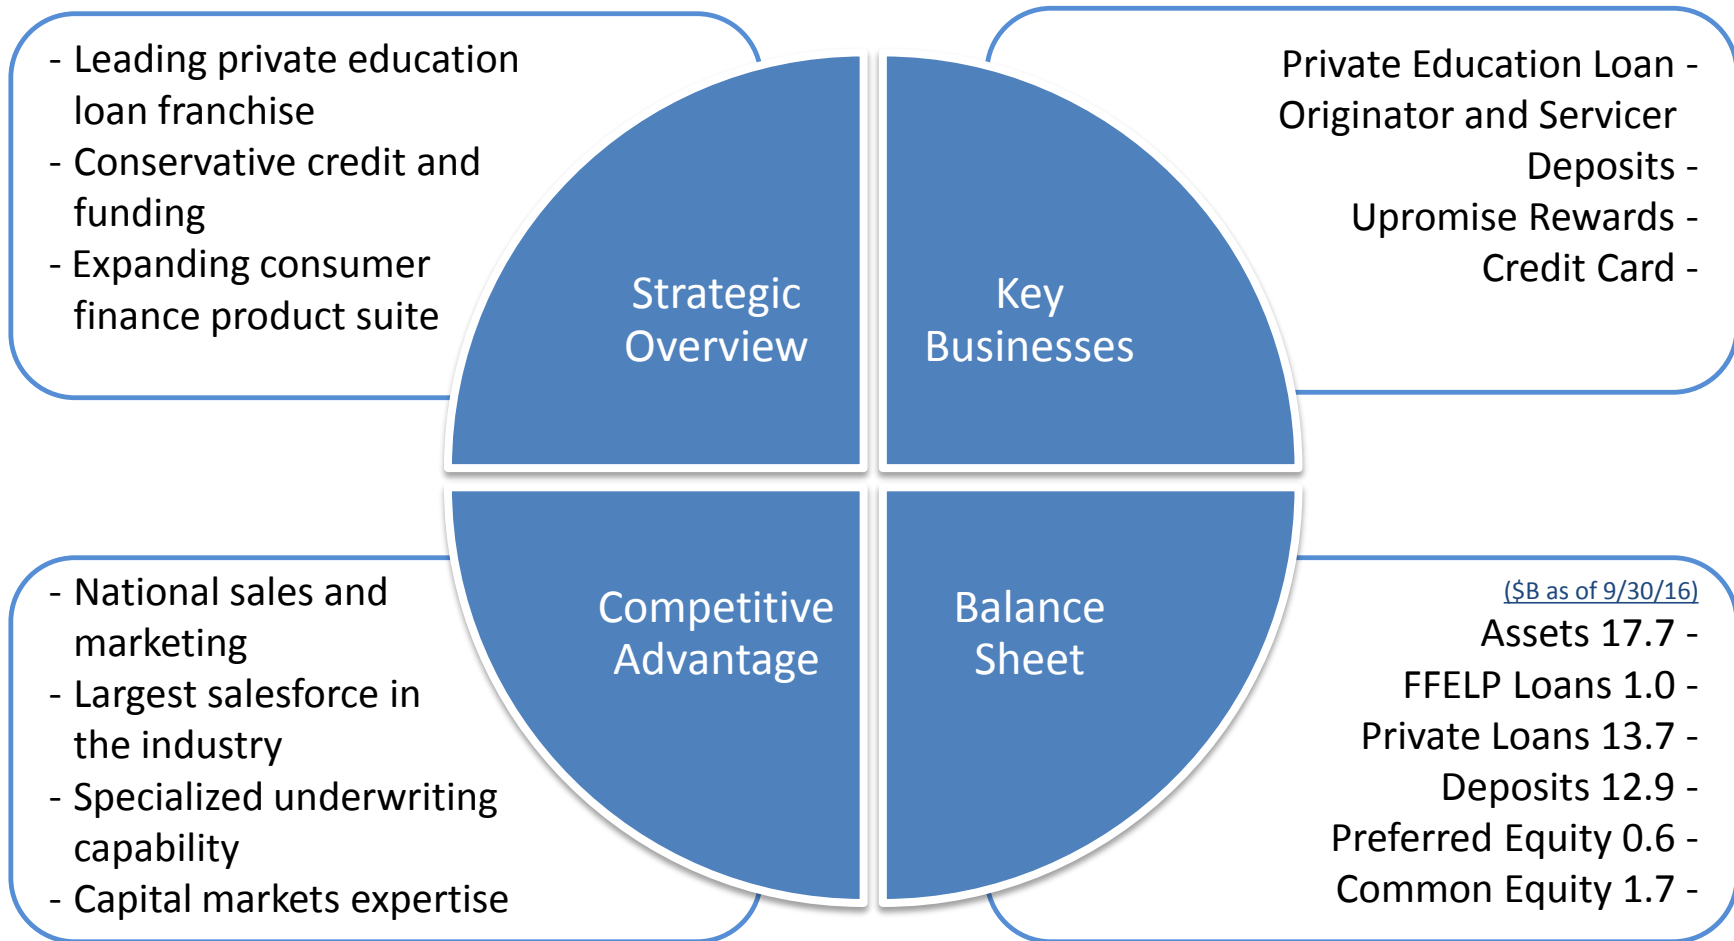 - Leading private education
loan franchise
- Conservative credit and
funding
- Expanding consumer
finance product suite
Strategic
Overview
Key
Businesses
Private Education Loan -
Originator and Servicer
Deposits -
Upromise Rewards -
Credit Card -
- National sales and
marketing
- Largest salesforce in
the industry
- Specialized underwriting
capability
- Capital markets expertise
Competitive
Advantage
Balance
Sheet
($B as of 9/30/16)
Assets 17.7 -
FFELP Loans 1.0 -
Private Loans 13.7 -
Deposits 12.9 -
Preferred Equity 0.6 -
Common Equity 1.7 -